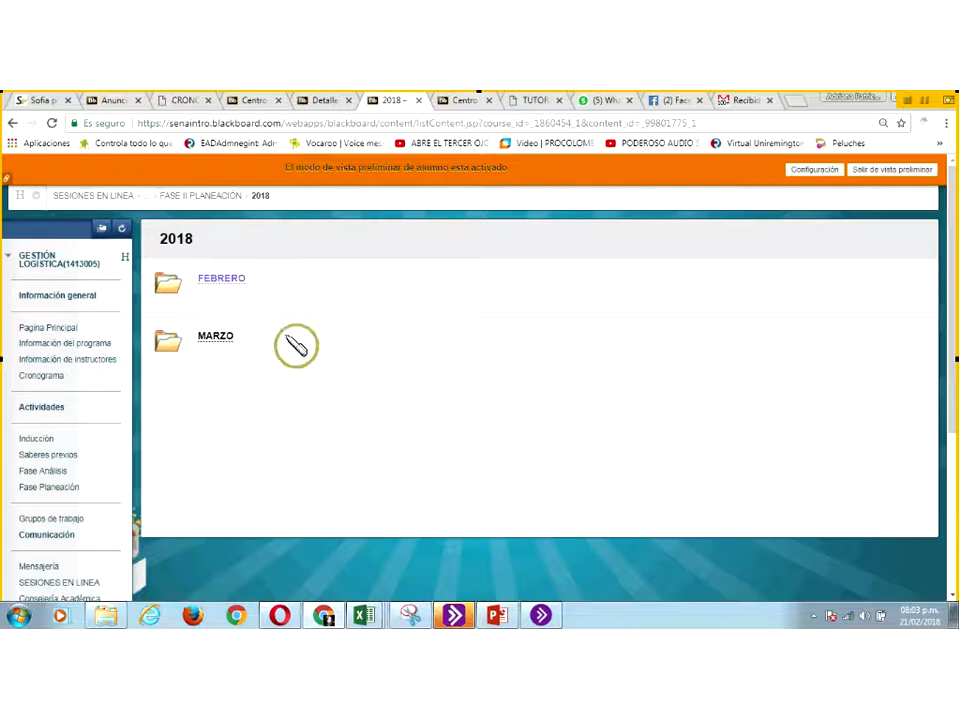 Sofia p
Anunc
CRONO
Centro
Detalle
2018 –
Centro
TUTOR
(5) Wha
(2) Fac
Recibid
Es seguro
https://senaintro.blackboard.com/webapps/blackboard/content/listContent.jsp?course_id=_1860454_1&content_id=_99801775_1
Aplicaciones
Controla todo lo que
EADAdmnegint: Adm
Vocaroo | Voice mes
ABRE EL TERCER OJO
Video | PROCOLOME
PODEROSO AUDIO S
Virtual Uniremington
Peluches
»
El modo de vista preliminar de alumno está activado
Configuración
Salir de vista preliminar
SESIONES EN LINEA
...
FASE II PLANEACIÓN
2018
GESTIÓN
LOGISTICA(1413005)
2018
FEBRERO
MARZO
Información general
Pagina Principal
Información del programa
Información de instructores
Cronograma
Actividades
Inducción
Saberes previos
Fase Análisis
Fase Planeación
Grupos de trabajo
Comunicación
Mensajería
SESIONES EN LINEA
Consejería Académica
08:03 p.m.
21/02/2018